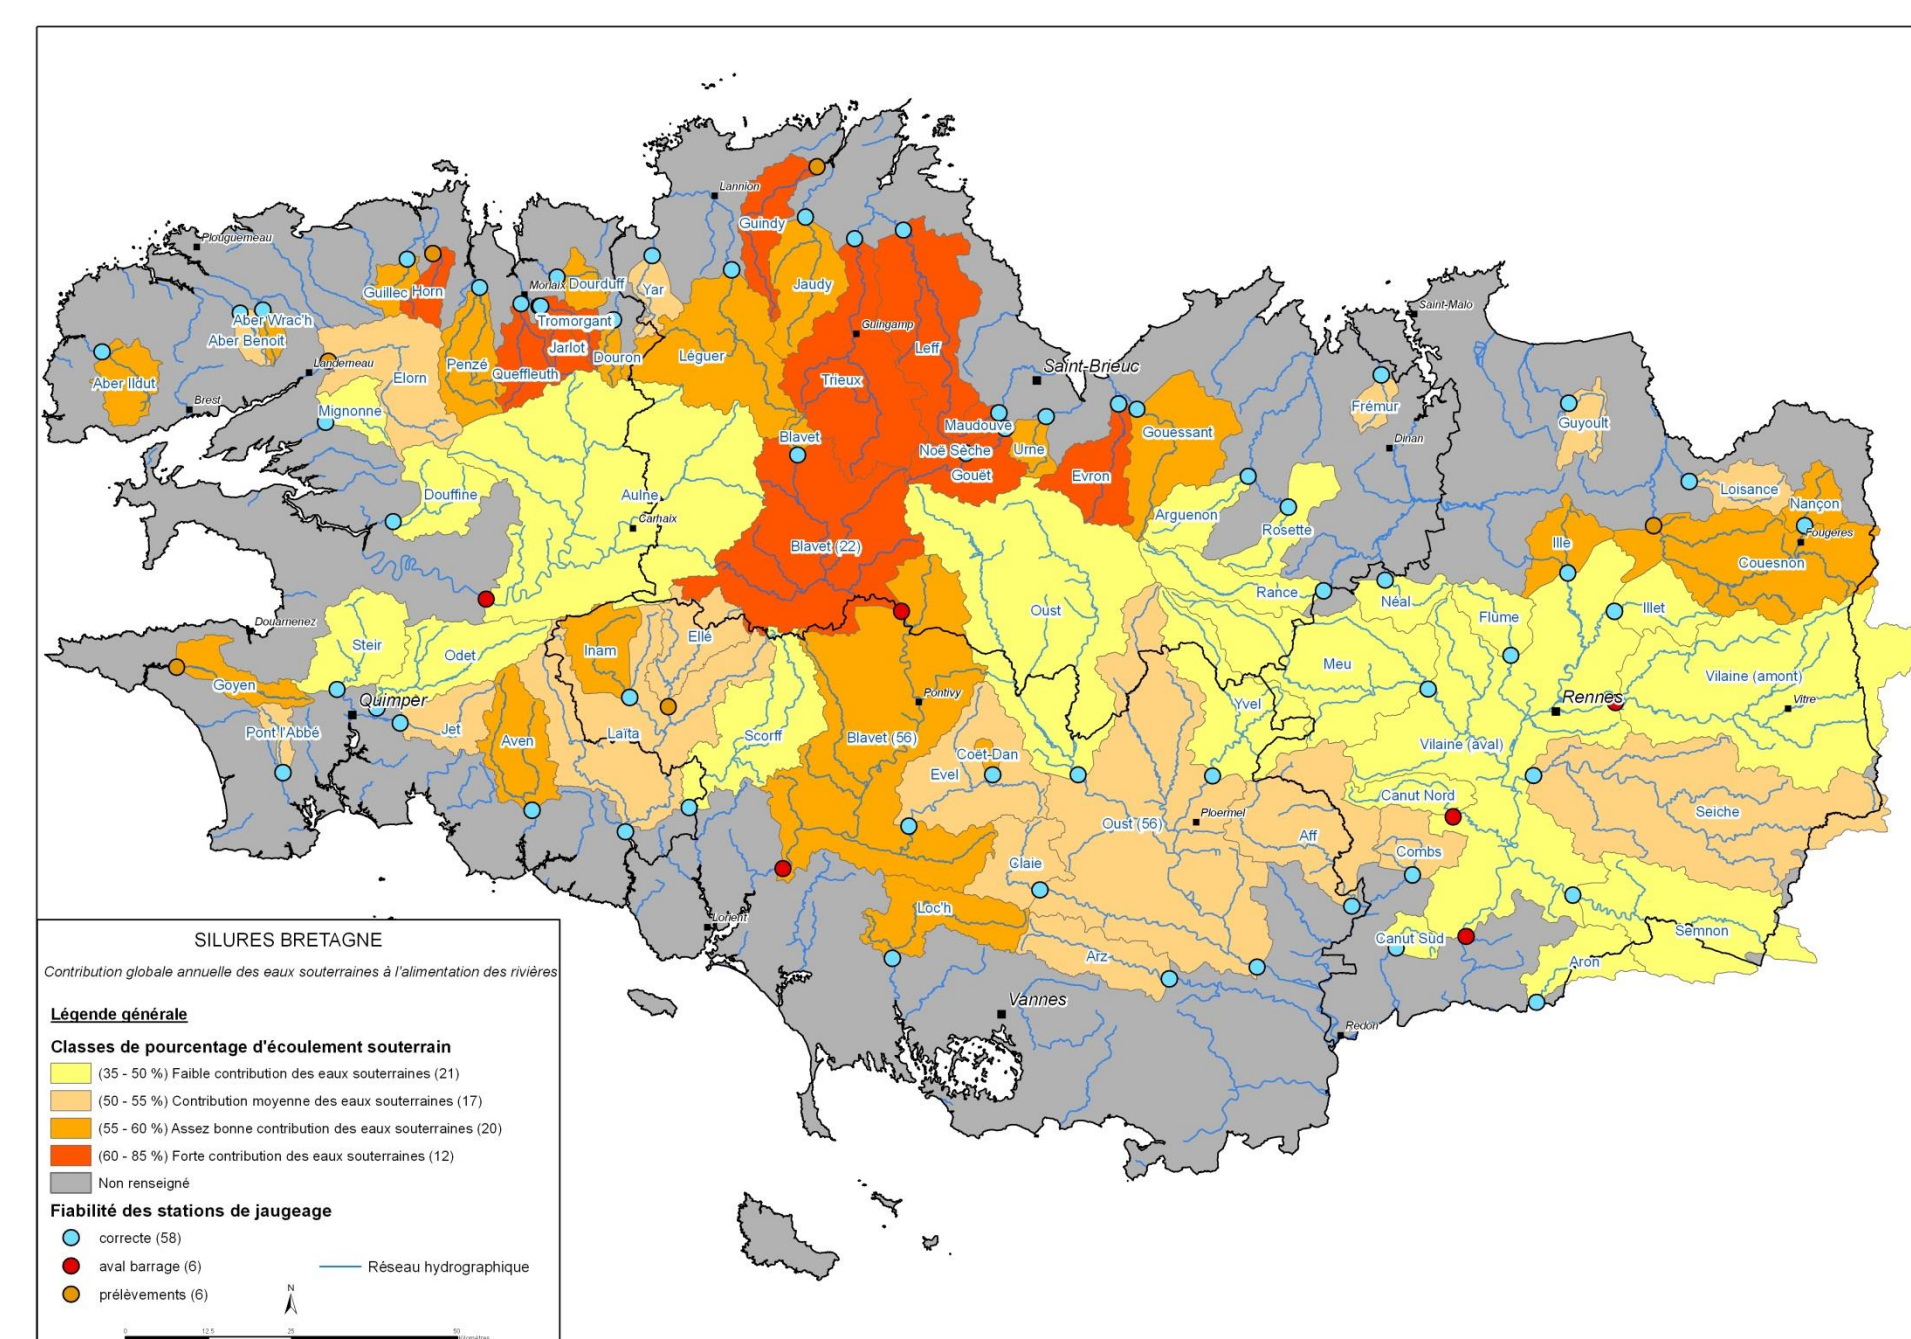 Lannion
Plouguerneau
Guindy
Morlaix
Dourduff
Yar
Jaudy
Guillec
Horn
Saint-Malo
Aber Wrac'h
Tromorgant
Guingamp
Aber Benoit
Jarlot
Douron
Léguer
Leff
Landerneau
Penzé
Queffleuth
Saint-Brieuc
Elorn
Trieux
Aber Ildut
Brest
Frémur
Mignonne
Maudouve
Guyoult
Blavet
Gouessant
Dinan
Noë Sèche
Urne
Gouët
Evron
Loisance
Douffine
Aulne
Nançon
Arguenon
Carhaix
Rosette
Fougères
Blavet (22)
Ille
Couesnon
Rance
Néal
Oust
Illet
Flume
Douarnenez
Ellé
Steir
Inam
Odet
Meu
Vilaine (amont)
Goyen
Quimper
Pontivy
Rennes
Vitre
Yvel
Pont l'Abbé
Jet
Laïta
Scorff
Blavet (56)
Aven
Vilaine (aval)
Coët-Dan
Evel
Canut Nord
Seiche
Oust (56)
Ploermel
Aff
Combs
Claie
Loc'h
Lorient
Semnon
Canut Sud
Arz
Aron
Vannes
Redon
SILURES BRETAGNE
Contribution globale annuelle des eaux souterraines à l'alimentation des rivières
Légende générale
Classes de pourcentage d'écoulement souterrain
(35 - 50 %) Faible contribution des eaux souterraines (21)
(50 - 55 %) Contribution moyenne des eaux souterraines (17)
(55 - 60 %) Assez bonne contribution des eaux souterraines (20)
(60 - 85 %) Forte contribution des eaux souterraines (12)
Non renseigné
Fiabilité des stations de jaugeage
correcte (58)
aval barrage (6)
Réseau hydrographique
prélèvements (6)
N
0 12.5 25 50
Kilomètres